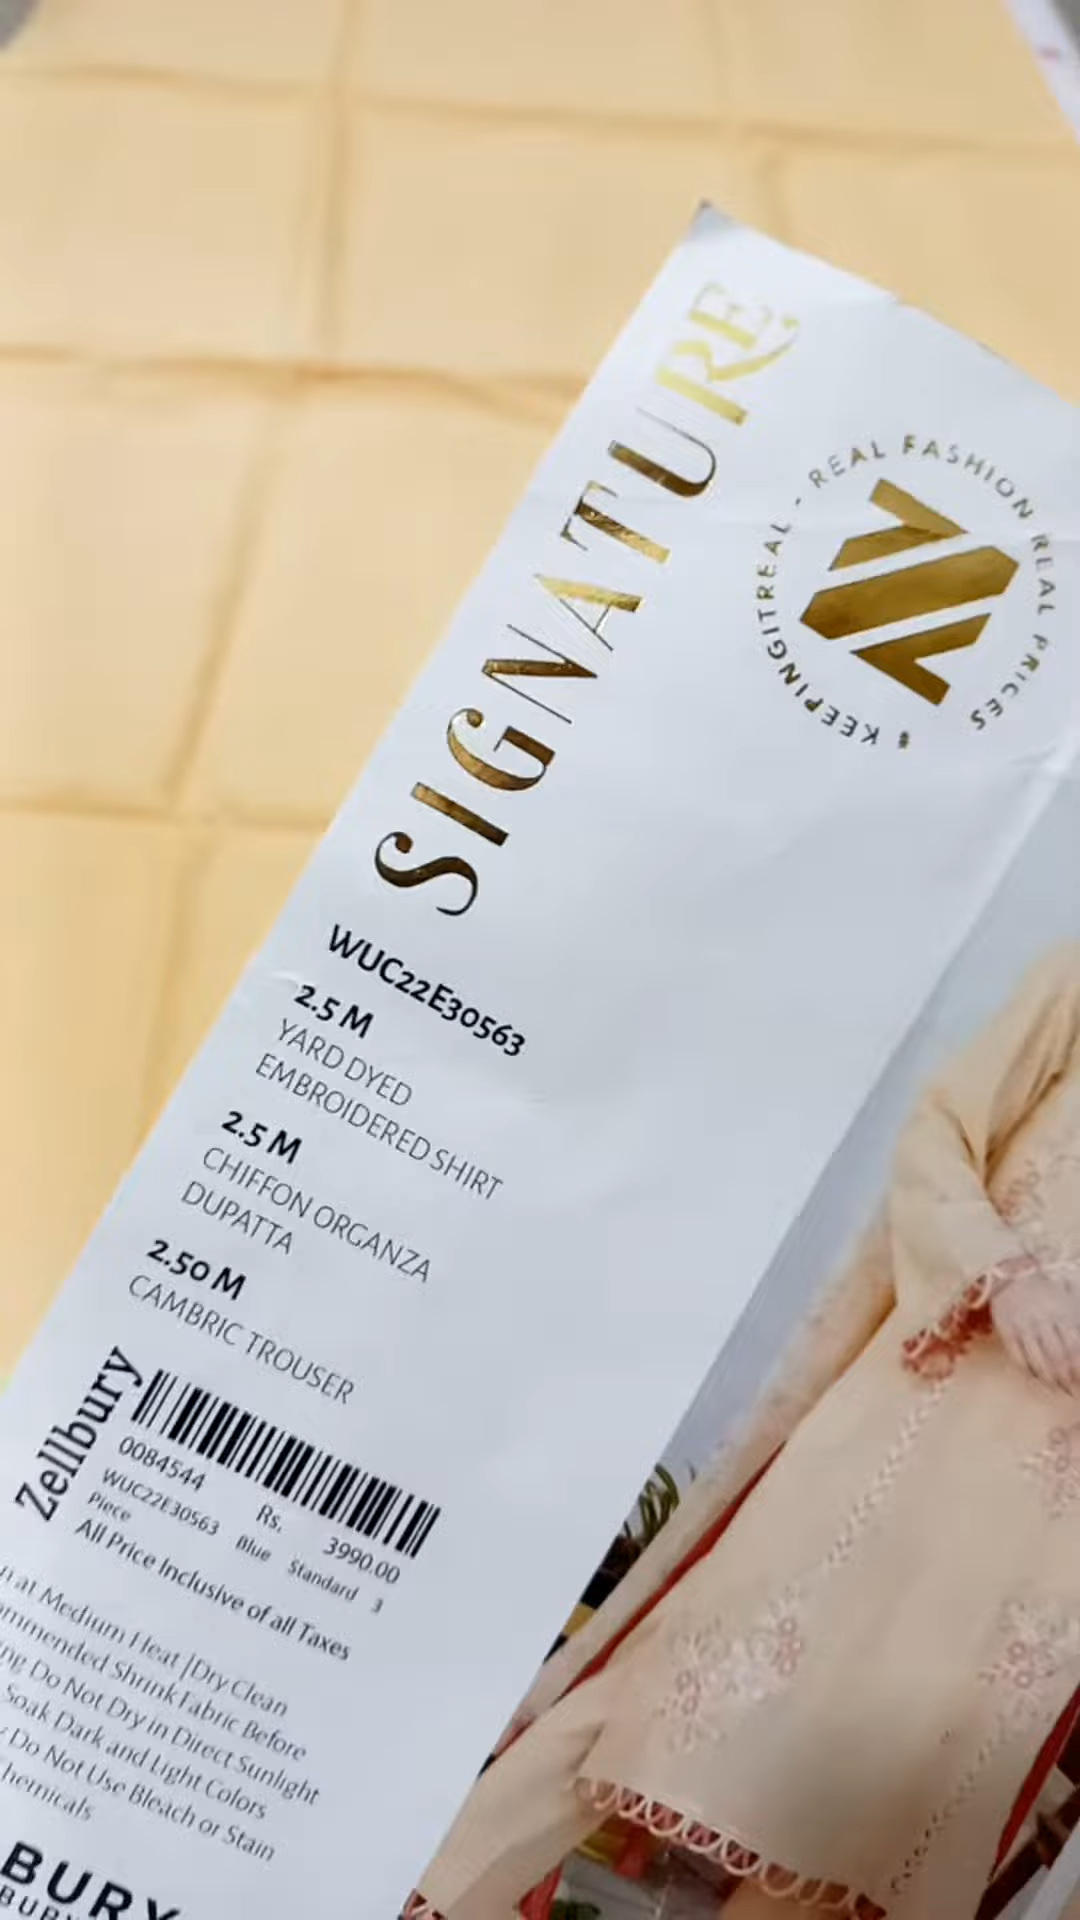 SIGNATURE
REAL FASHION REAL PRICES
* KEEPINGITREAL -
WUC22E30563
2.5 M
YARD DYED
EMBROIDERED SHIRT
2.5 M
CHIFFON ORGANZA
DUPATTA
2.50 M
CAMBRIC TROUSER
Zellbury
0084544 Rs. 3990.00
WUC22E30563 Blue Standard 3
Piece
All Price Inclusive of all Taxes
at Medium Heat | Dry Clean
Shrink Fabric Before
Do Not Dry in Direct Sunlight
Soak Dark and Light Colors
Do Not Use Bleach or Stain
BURY
BURY